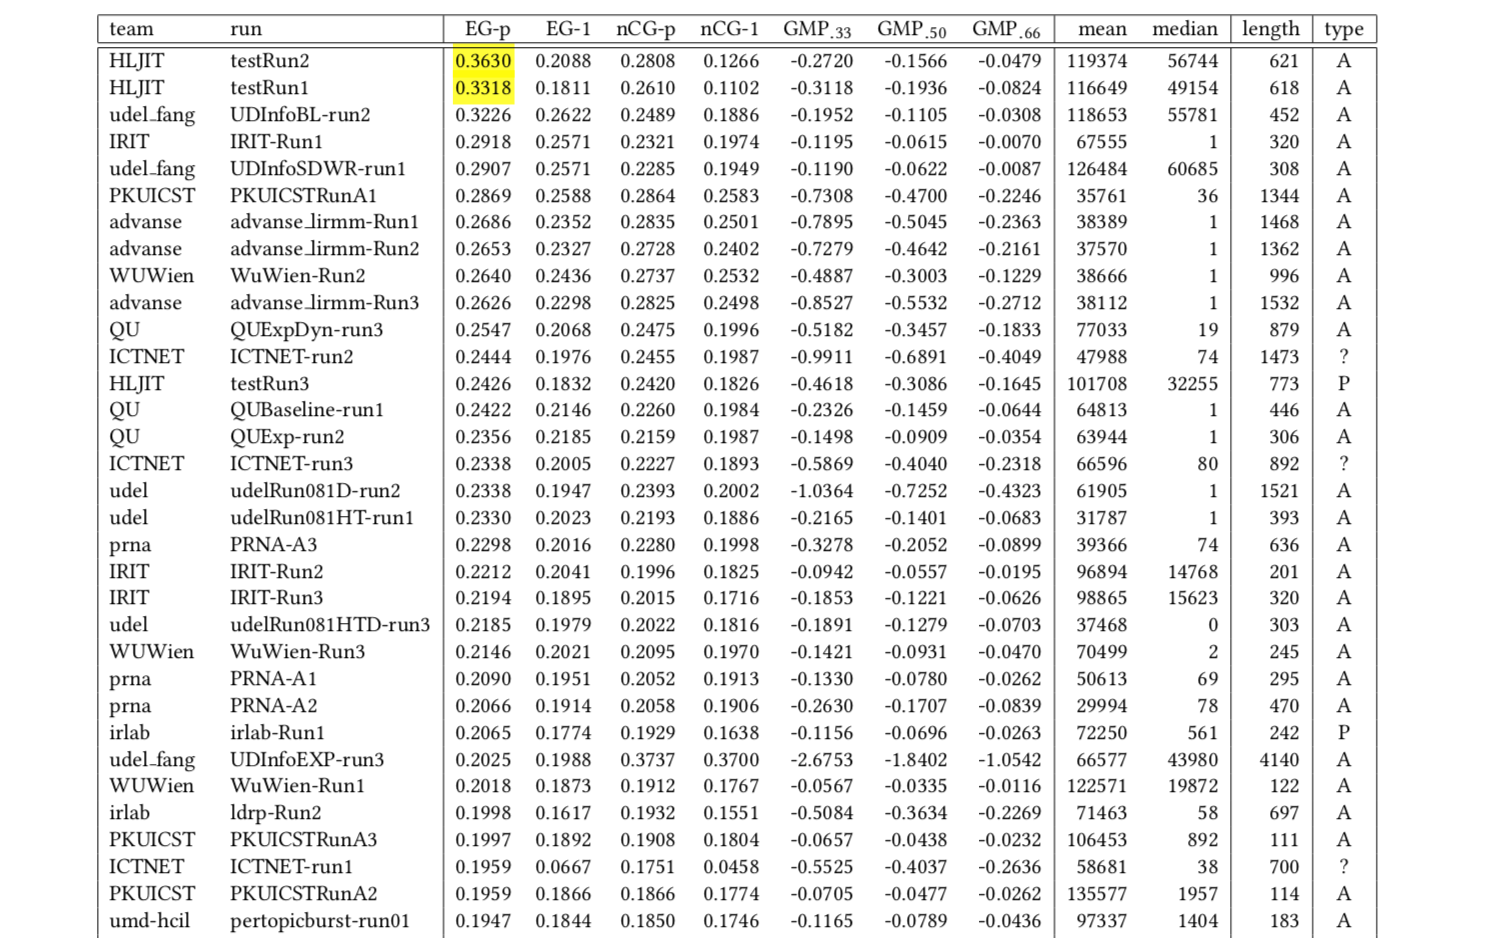 team run EG-p EG-1 nCG-p nCG-1 GMP.33 GMP.50 GMP.66 mean median length type
HLJIT testRun2 0.3630 0.2088 0.2808 0.1266 -0.2720 -0.1566 -0.0479 119374 56744 621 A
HLJIT testRun1 0.3318 0.1811 0.2610 0.1102 -0.3118 -0.1936 -0.0824 116649 49154 618 A
udel_fang UDInfoBL-run2 0.3226 0.2622 0.2489 0.1886 -0.1952 -0.1105 -0.0308 118653 55781 452 A
IRIT IRIT-Run1 0.2918 0.2571 0.2321 0.1974 -0.1195 -0.0615 -0.0070 67555 1 320 A
udel_fang UDInfoSDWR-run1 0.2907 0.2571 0.2285 0.1949 -0.1190 -0.0622 -0.0087 126484 60685 308 A
PKUICST PKUICSTRunA1 0.2869 0.2588 0.2864 0.2583 -0.7308 -0.4700 -0.2246 35761 36 1344 A
advanse advanse_lirmm-Run1 0.2686 0.2352 0.2835 0.2501 -0.7895 -0.5045 -0.2363 38389 1 1468 A
advanse advanse_lirmm-Run2 0.2653 0.2327 0.2728 0.2402 -0.7279 -0.4642 -0.2161 37570 1 1362 A
WUWien WuWien-Run2 0.2640 0.2436 0.2737 0.2532 -0.4887 -0.3003 -0.1229 38666 1 996 A
advanse advanse_lirmm-Run3 0.2626 0.2298 0.2825 0.2498 -0.8527 -0.5532 -0.2712 38112 1 1532 A
QU QUExpDyn-run3 0.2547 0.2068 0.2475 0.1996 -0.5182 -0.3457 -0.1833 77033 19 879 A
ICTNET ICTNET-run2 0.2444 0.1976 0.2455 0.1987 -0.9911 -0.6891 -0.4049 47988 74 1473 ?
HLJIT testRun3 0.2426 0.1832 0.2420 0.1826 -0.4618 -0.3086 -0.1645 101708 32255 773 P
QU QUBaseline-run1 0.2422 0.2146 0.2260 0.1984 -0.2326 -0.1459 -0.0644 64813 1 446 A
QU QUExp-run2 0.2356 0.2185 0.2159 0.1987 -0.1498 -0.0909 -0.0354 63944 1 306 A
ICTNET ICTNET-run3 0.2338 0.2005 0.2227 0.1893 -0.5869 -0.4040 -0.2318 66596 80 892 ?
udel udelRun081D-run2 0.2338 0.1947 0.2393 0.2002 -1.0364 -0.7252 -0.4323 61905 1 1521 A
udel udelRun081HT-run1 0.2330 0.2023 0.2193 0.1886 -0.2165 -0.1401 -0.0683 31787 1 393 A
prna PRNA-A3 0.2298 0.2016 0.2280 0.1998 -0.3278 -0.2052 -0.0899 39366 74 636 A
IRIT IRIT-Run2 0.2212 0.2041 0.1996 0.1825 -0.0942 -0.0557 -0.0195 96894 14768 201 A
IRIT IRIT-Run3 0.2194 0.1895 0.2015 0.1716 -0.1853 -0.1221 -0.0626 98865 15623 320 A
udel udelRun081HTD-run3 0.2185 0.1979 0.2022 0.1816 -0.1891 -0.1279 -0.0703 37468 0 303 A
WUWien WuWien-Run3 0.2146 0.2021 0.2095 0.1970 -0.1421 -0.0931 -0.0470 70499 2 245 A
prna PRNA-A1 0.2090 0.1951 0.2052 0.1913 -0.1330 -0.0780 -0.0262 50613 69 295 A
prna PRNA-A2 0.2066 0.1914 0.2058 0.1906 -0.2630 -0.1707 -0.0839 29994 78 470 A
irlab irlab-Run1 0.2065 0.1774 0.1929 0.1638 -0.1156 -0.0696 -0.0263 72250 561 242 P
udel_fang UDInfoEXP-run3 0.2025 0.1988 0.3737 0.3700 -2.6753 -1.8402 -1.0542 66577 43980 4140 A
WUWien WuWien-Run1 0.2018 0.1873 0.1912 0.1767 -0.0567 -0.0335 -0.0116 122571 19872 122 A
irlab ldrp-Run2 0.1998 0.1617 0.1932 0.1551 -0.5084 -0.3634 -0.2269 71463 58 697 A
PKUICST PKUICSTRunA3 0.1997 0.1892 0.1908 0.1804 -0.0657 -0.0438 -0.0232 106453 892 111 A
ICTNET ICTNET-run1 0.1959 0.0667 0.1751 0.0458 -0.5525 -0.4037 -0.2636 58681 38 700 ?
PKUICST PKUICSTRunA2 0.1959 0.1866 0.1866 0.1774 -0.0705 -0.0477 -0.0262 135577 1957 114 A
umd-hcil pertopicburst-run01 0.1947 0.1844 0.1850 0.1746 -0.1165 -0.0789 -0.0436 97337 1404 183 A